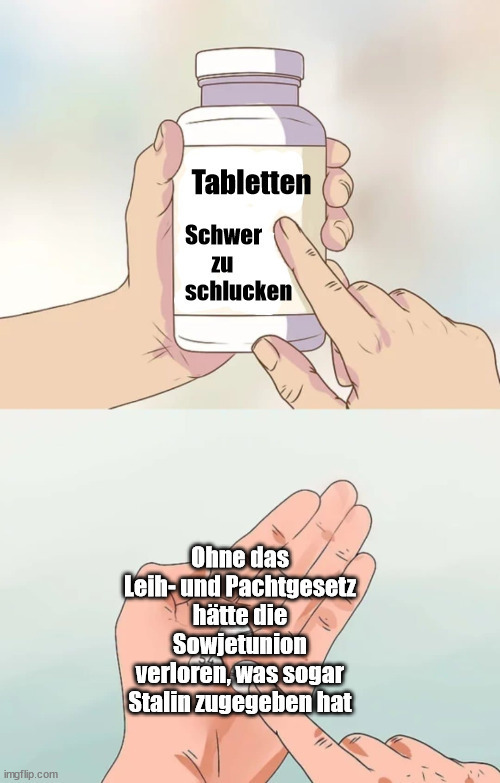 Tabletten
Schwer
zu
schlucken
Ohne das
Leih- und Pachtgesetz
hätte die
Sowjetunion
verloren, was sogar
Stalin zugegeben hat
imgflip.com